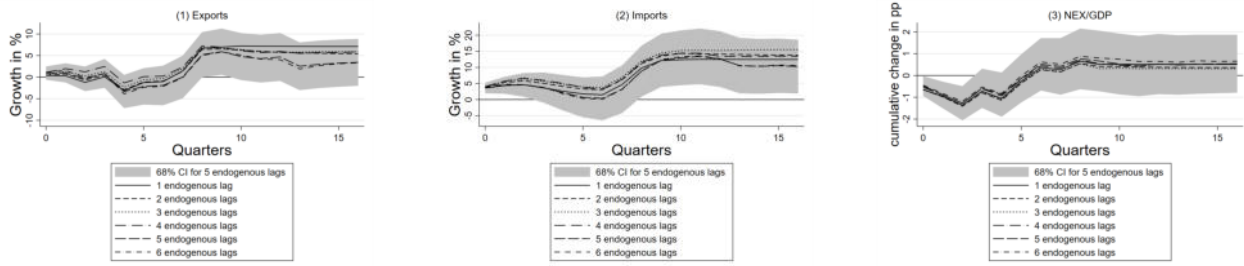 (1) Exports
Growth in %
10
5
0
-5
-10
0 5 10 15
Quarters
68% CI for 5 endogenous lags
1 endogenous lag
2 endogenous lags
3 endogenous lags
4 endogenous lags
5 endogenous lags
6 endogenous lags
(2) Imports
Growth in %
20
15
10
5
0
-5
0 5 10 15
Quarters
68% CI for 5 endogenous lags
1 endogenous lag
2 endogenous lags
3 endogenous lags
4 endogenous lags
5 endogenous lags
6 endogenous lags
(3) NEX/GDP
cumulative change in pp
2
1
0
-1
-2
0 5 10 15
Quarters
68% CI for 5 endogenous lags
1 endogenous lag
2 endogenous lags
3 endogenous lags
4 endogenous lags
5 endogenous lags
6 endogenous lags